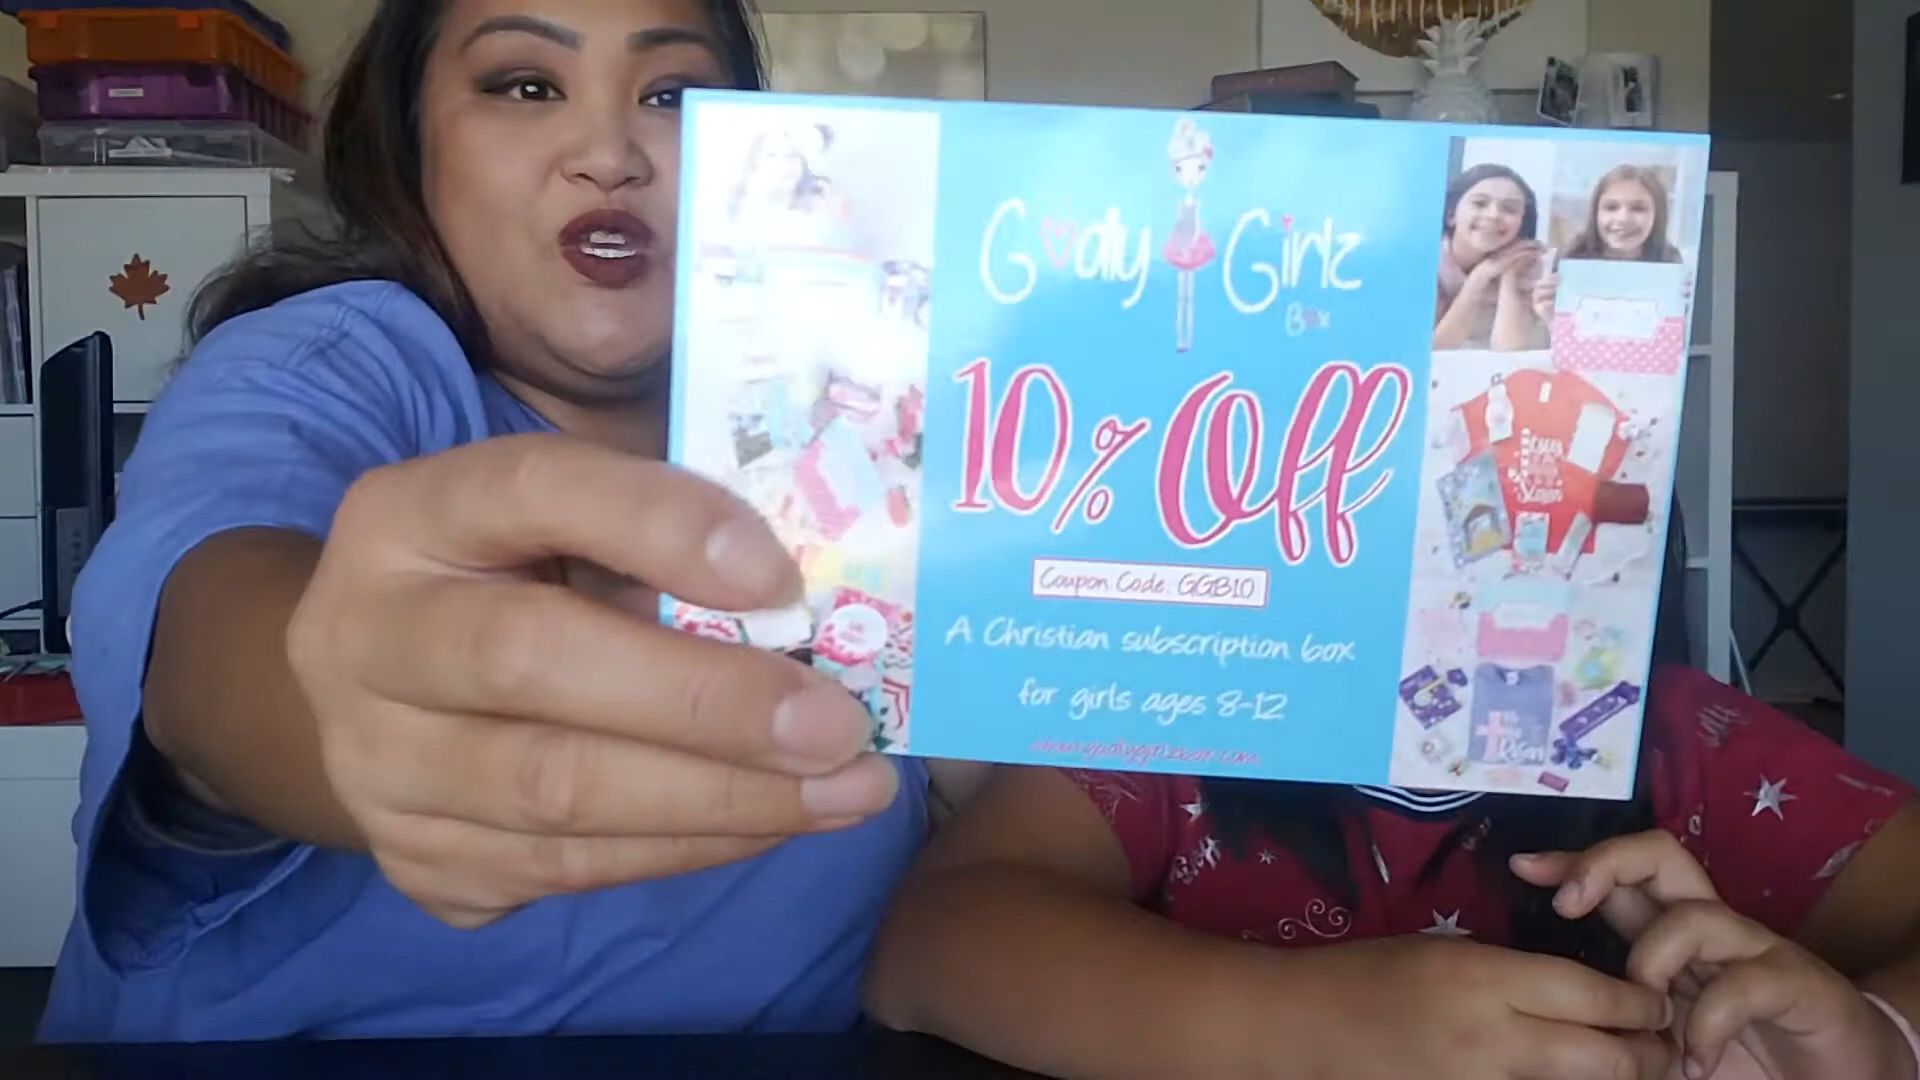 Godly Girlz
Box
10% Off
Coupon Code: GGB10
A Christian subscription box
for girls ages 8-12